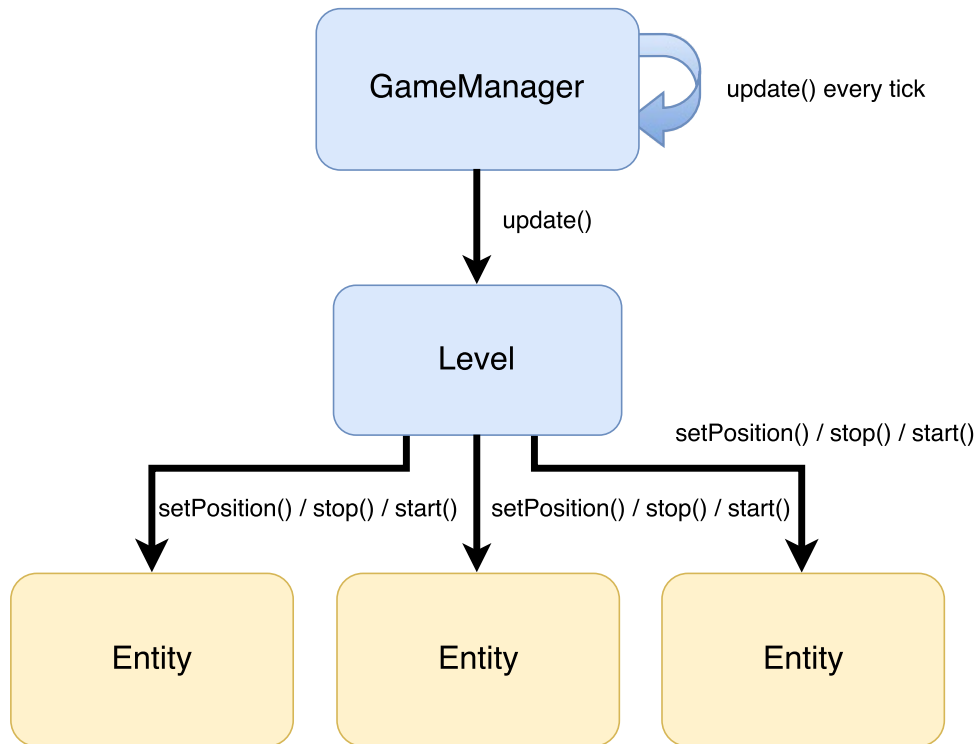 GameManager
update() every tick
update()
Level
setPosition() / stop() / start()
setPosition() / stop() / start()
setPosition() / stop() / start()
Entity
Entity
Entity